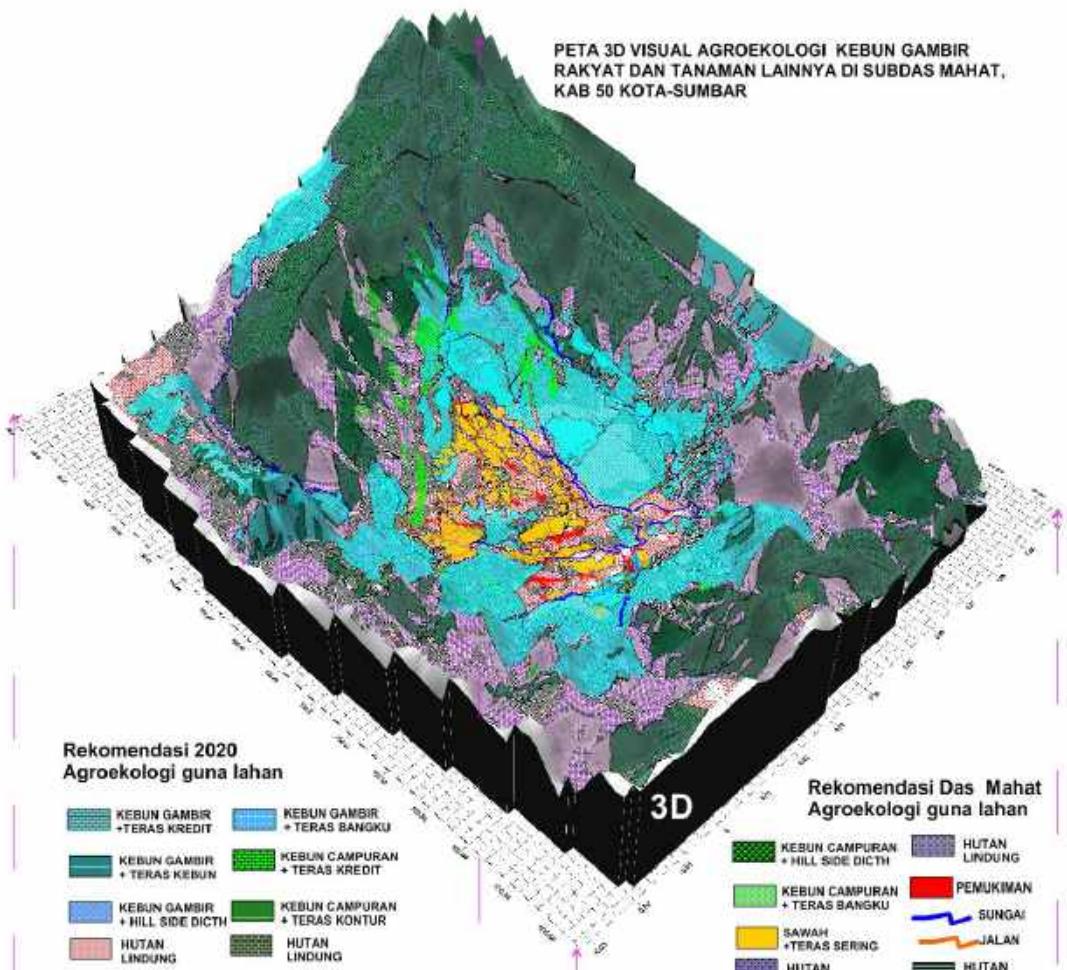 PETA 3D VISUAL AGROEKOLOGI KEBUN GAMBIR
RAKYAT DAN TANAMAN LAINNYA DI SUBDAS MAHAT,
KAB 50 KOTA-SUMBAR
3D
Rekomendasi 2020
Agroekologi guna lahan
KEBUN GAMBIR
+TERAS KREDIT
KEBUN GAMBIR
+ TERAS BANGKU
KEBUN GAMBIR
+ TERAS KEBUN
KEBUN CAMPURAN
+ TERAS KREDIT
KEBUN GAMBIR
+ HILL SIDE DICTH
KEBUN CAMPURAN
+ TERAS KONTUR
HUTAN
LINDUNG
HUTAN
LINDUNG
Rekomendasi Das Mahat
Agroekologi guna lahan
KEBUN CAMPURAN
+ HILL SIDE DICTH
HUTAN
LINDUNG
KEBUN CAMPURAN
+ TERAS BANGKU
PEMUKIMAN
SUNGAI
SAWAH
+TERAS SERING
JALAN
HUTAN
HUTAN